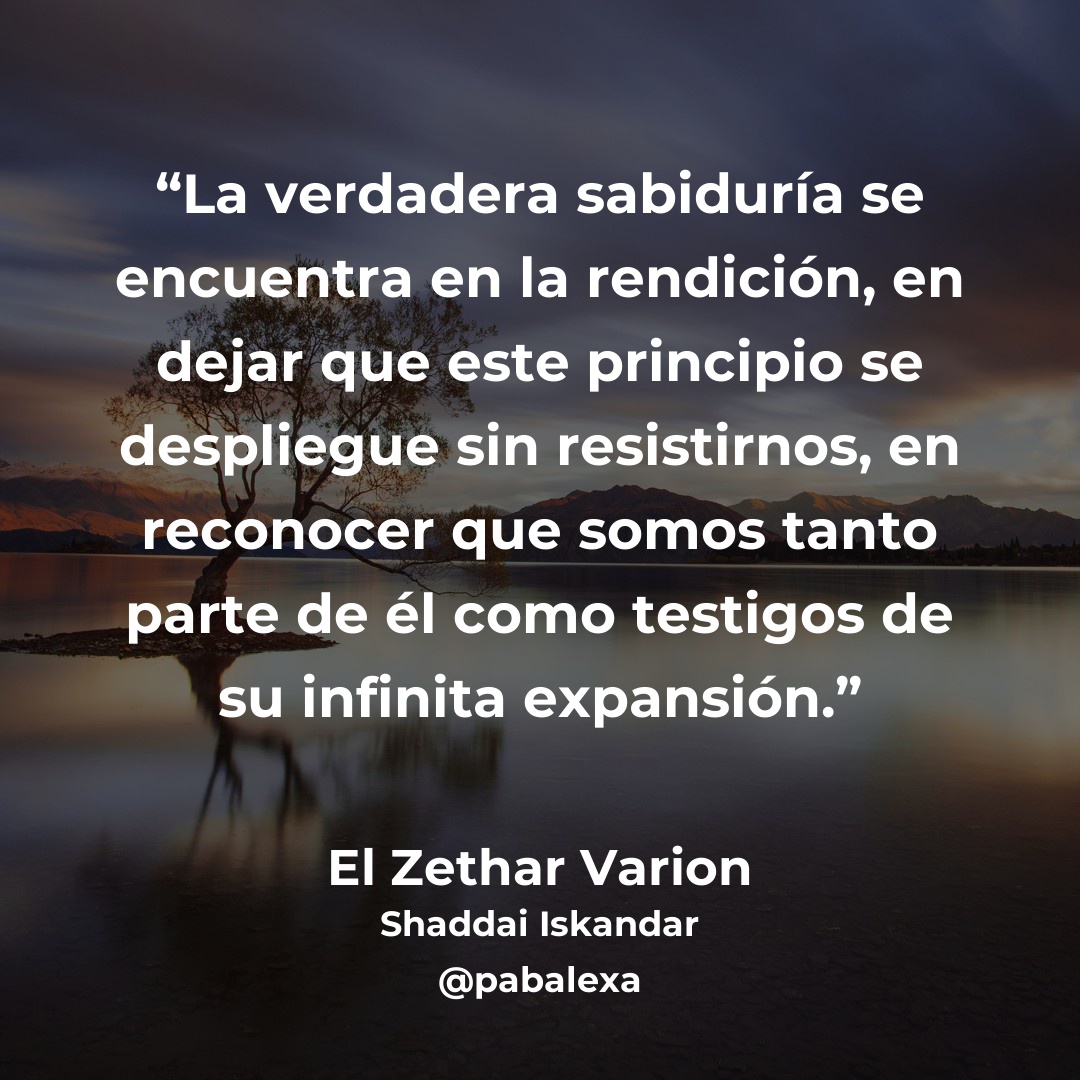 “La verdadera sabiduría se
encuentra en la rendición, en
dejar que este principio se
despliegue sin resistirnos, en
reconocer que somos tanto
parte de él como testigos de
su infinita expansión.”
El Zethar Varion
Shaddai Iskandar
@pabalexa